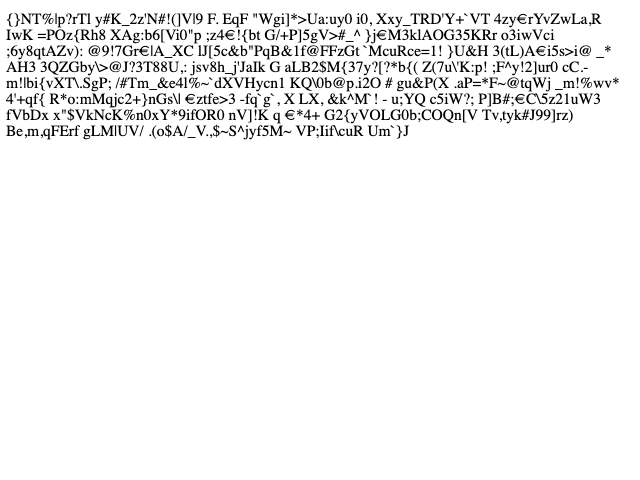 {}NT%|p?rTl y#K_2z'N#!(]V|9 F. EqF "Wgi]*>Ua:uy0 i0, Xxy_TRD'Y+`VT 4zy€rYvZwLa,R
IwK =POz{Rh8 XAg:b6[Vi0"p ;z4€!{bt G/+P]5gV>#_^ }j€M3klAOG35KRr o3iwVci
;6y8qtAZv): @9!7Gr€|A_XC lJ[5c&b"PqB&1f@FFzGt `McuRce=1! }U&H 3(tL)A€i5s>i@ _*
AH3 3QZGby\>@J?3T88U,: jsv8h_j'JaIk G aLB2$M{37y?[?*b{( Z(7u\'K:p! ;F^y!2]ur0 cC.-
m!|bi{vXT\.$gP; /#Tm_&e4l%~`dXVHycn1 KQ\0b@p.i2O # gu&P(X .aP=*F~@tqWj _m!%wv*
4'+qf{ R*o:mMqjc2+}nGs\l €ztfe>3 -fq`g`, X LX, &k^M`! - u;YQ c5iW?; P]B#;€C\5z21uW3
fVbDx x"$VkNcK%n0xY*9ifOR0 nV]!K q €*4+ G2{yVOLG0b;COQn[V Tv,tyk#J99]rz)
Be,m,qFErf gLM|UV/ .(o$A/_V.,$~S^jyf5M~ VP;Iif\cuR Um`}J